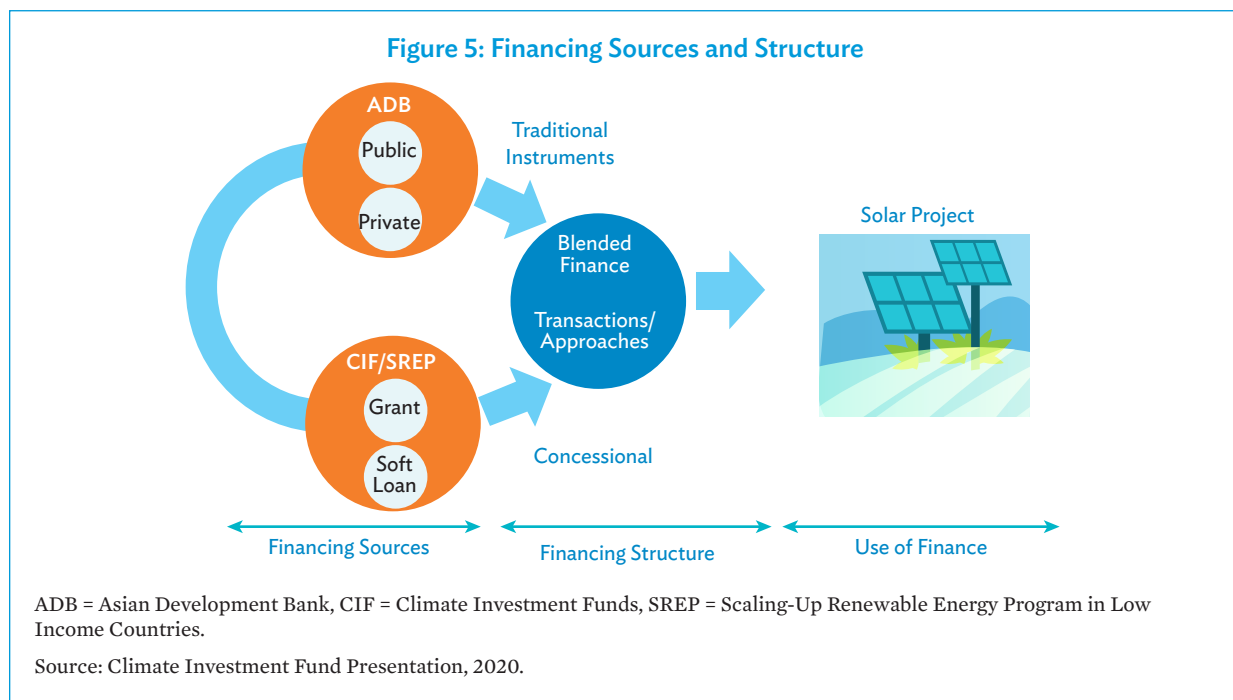 Figure 5: Financing Sources and Structure
ADB
Public
Private
Traditional
Instruments
Blended
Finance
Transactions/
Approaches
Solar Project
CIF/SREP
Grant
Soft
Loan
Concessional
Financing Sources
Financing Structure
Use of Finance
ADB = Asian Development Bank, CIF = Climate Investment Funds, SREP = Scaling-Up Renewable Energy Program in Low
Income Countries.
Source: Climate Investment Fund Presentation, 2020.